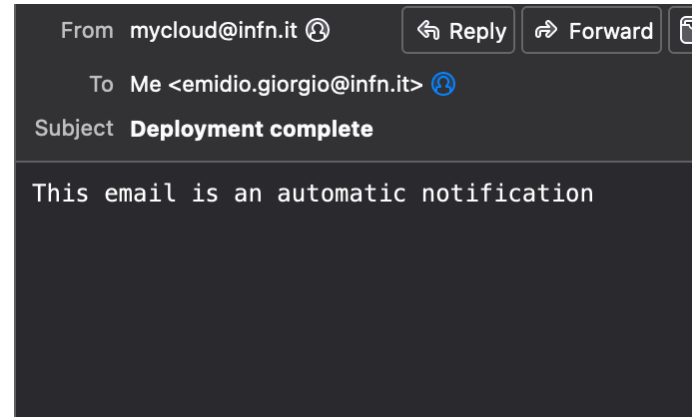 From mycloud@infn.it Reply Forward
To Me <emidio.giorgio@infn.it>
Subject Deployment complete
This email is an automatic notification